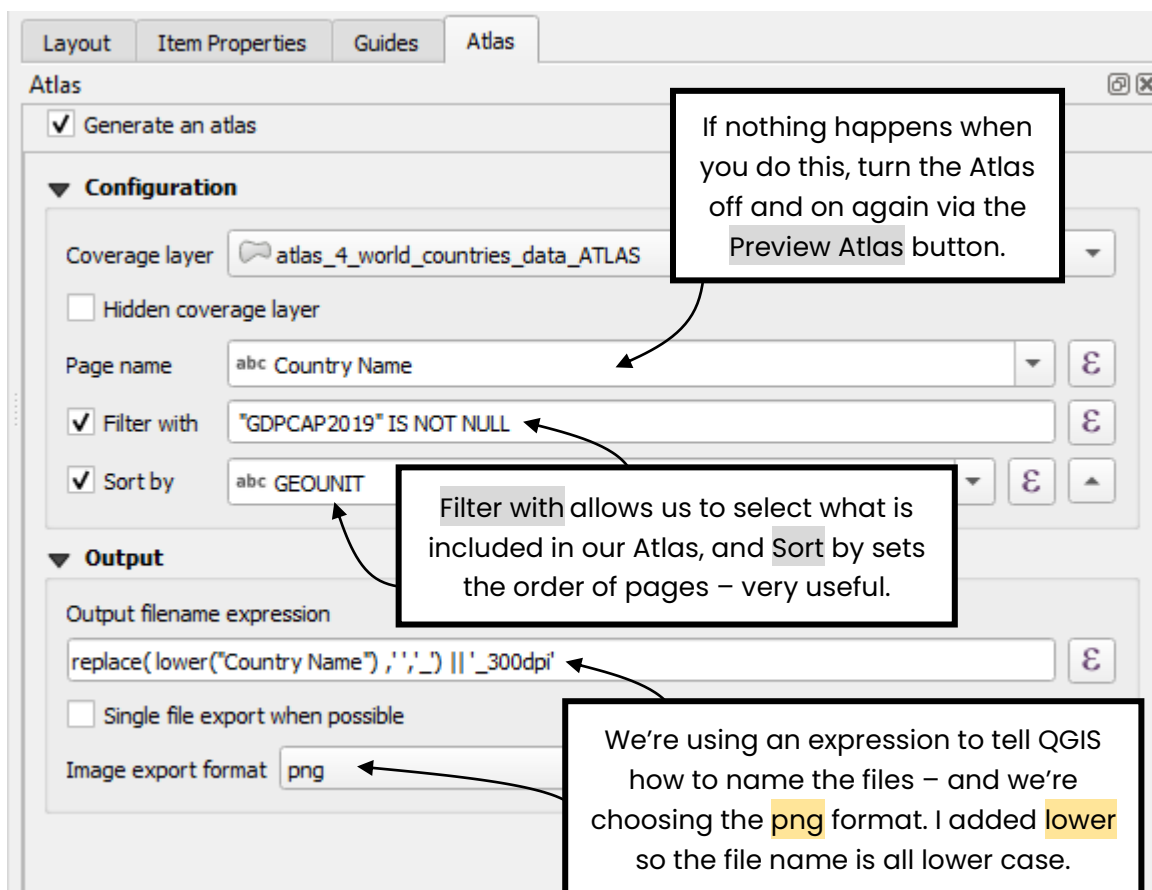 Layout Item Properties Guides Atlas
Atlas
Generate an atlas
If nothing happens when
you do this, turn the Atlas
off and on again via the
Preview Atlas button.
Configuration
Coverage layer atlas_4_world_countries_data_ATLAS
Hidden coverage layer
Page name abc Country Name ε
Filter with "GDPCAP2019" IS NOT NULL ε
Sort by abc GEOUNIT ε
Filter with allows us to select what is
included in our Atlas, and Sort by sets
the order of pages – very useful.
Output
Output filename expression
replace( lower("Country Name") ,' ','_') || '_300dpi' ε
Single file export when possible
Image export format png
We're using an expression to tell QGIS
how to name the files – and we're
choosing the png format. I added lower
so the file name is all lower case.